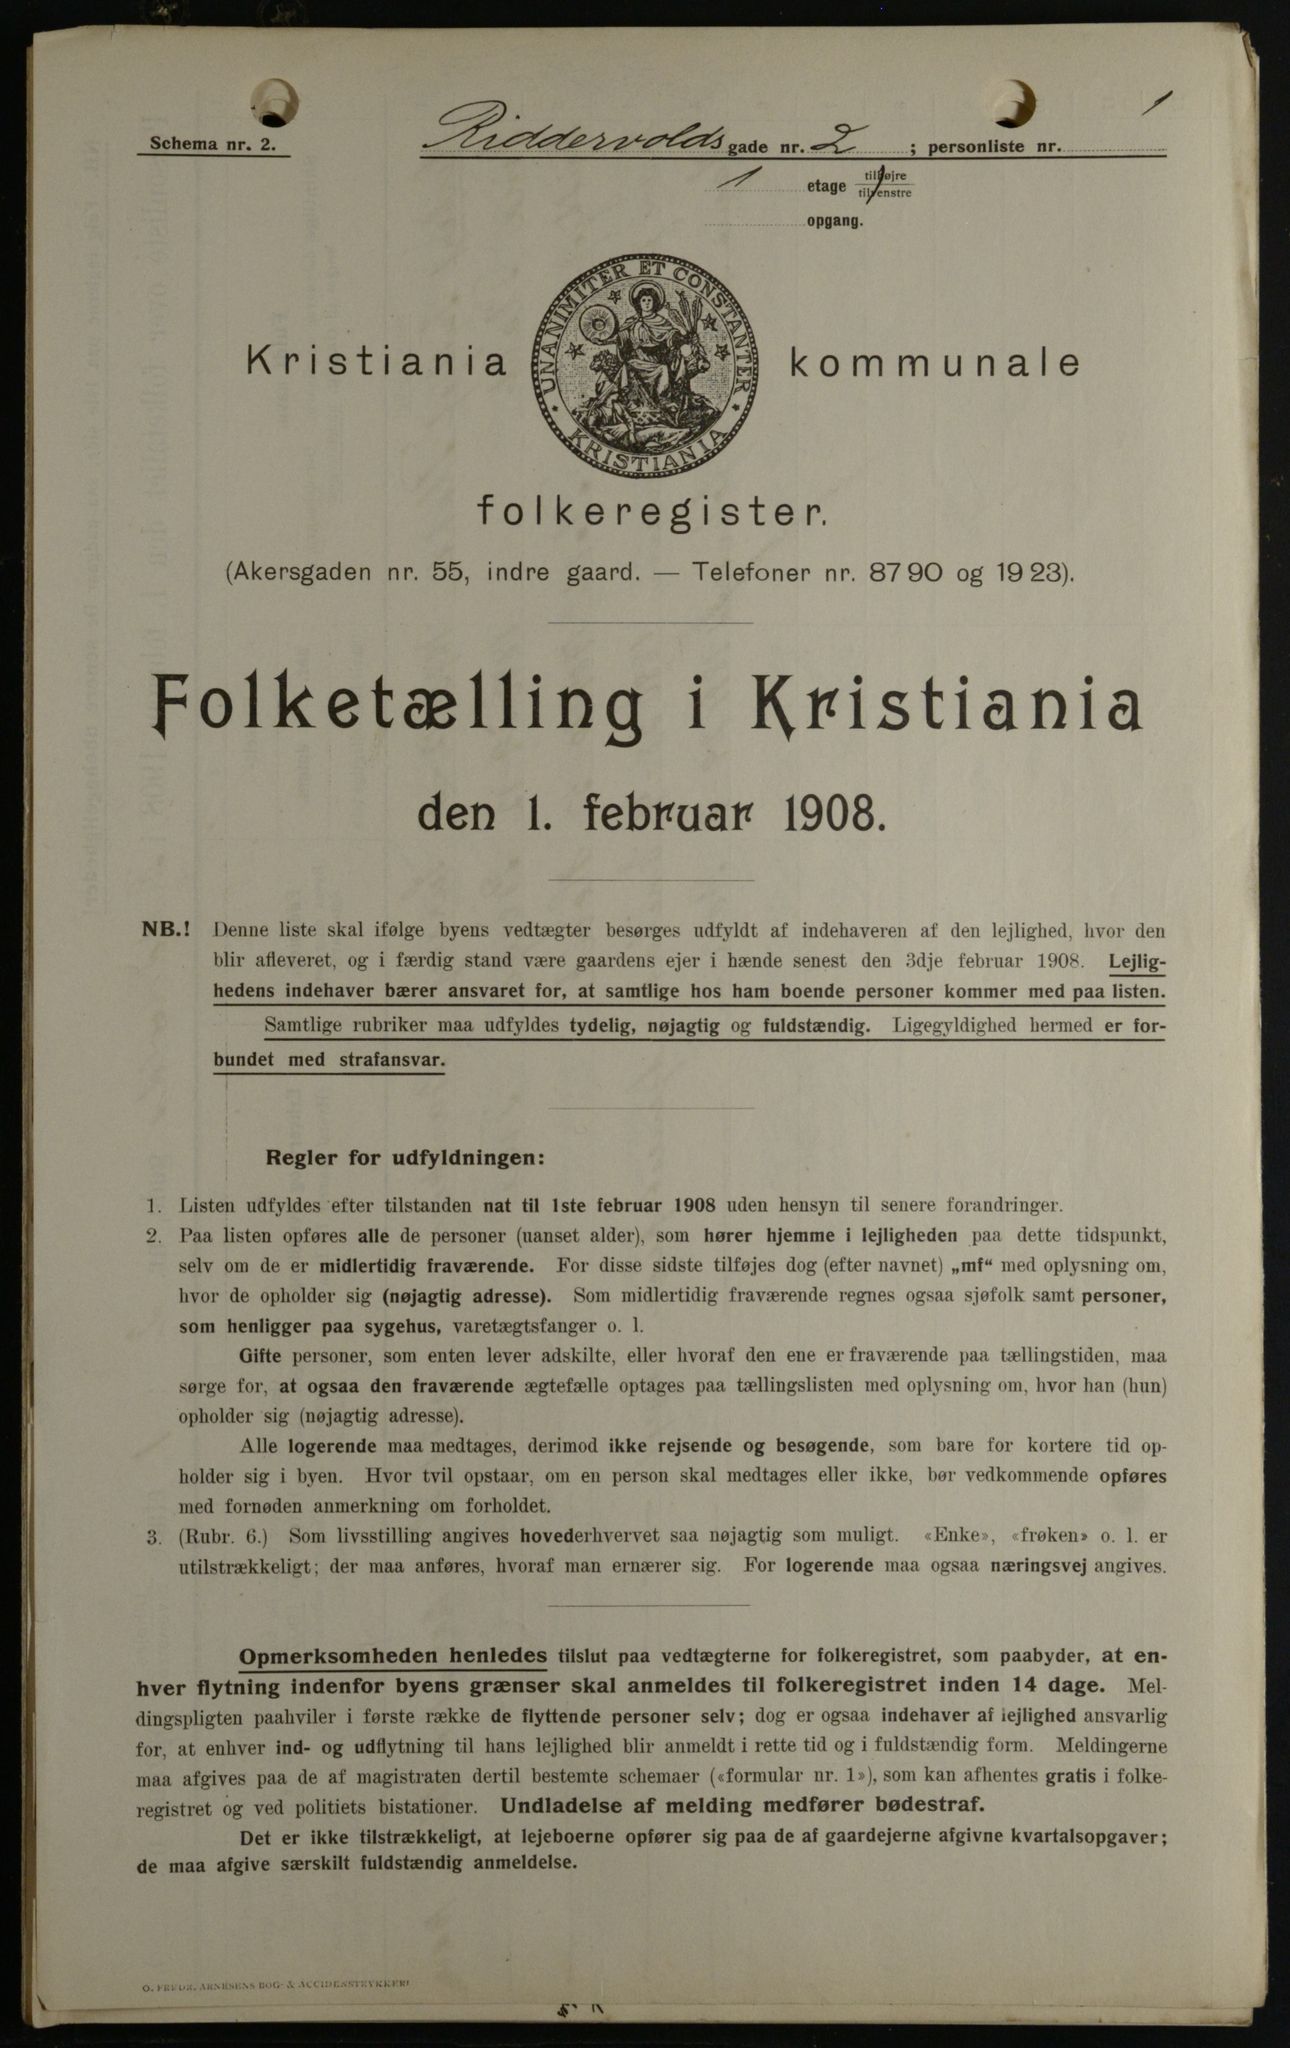 1
Schema nr. 2.
Riddervolds gade nr. 2 ; personliste nr.
1 etage tilhøjre
tilvenstre
opgang.
UNANIMITER ET CONSTANTER
KRISTIANIA
Kristiania kommunale
folkeregister.
(Akersgaden nr. 55, indre gaard. — Telefoner nr. 87 90 og 19 23).
Folketælling i Kristiania
den 1. februar 1908.
NB.! Denne liste skal ifølge byens vedtægter besørges udfyldt af indehaveren af den lejlighed, hvor den
blir afleveret, og i færdig stand være gaardens ejer i hænde senest den 3dje februar 1908. Lejlig-
hedens indehaver bærer ansvaret for, at samtlige hos ham boende personer kommer med paa listen.
Samtlige rubriker maa udfyldes tydelig, nøjagtig og fuldstændig. Ligegyldighed hermed er for-
bundet med strafansvar.
Regler for udfyldningen:
1. Listen udfyldes efter tilstanden nat til 1ste februar 1908 uden hensyn til senere forandringer.
2. Paa listen opføres alle de personer (uanset alder), som hører hjemme i lejligheden paa dette tidspunkt,
selv om de er midlertidig fraværende. For disse sidste tilføjes dog (efter navnet) „mf“ med oplysning om,
hvor de opholder sig (nøjagtig adresse). Som midlertidig fraværende regnes ogsaa sjøfolk samt personer,
som henligger paa sygehus, varetægtsfanger o. l.
Gifte personer, som enten lever adskilte, eller hvoraf den ene er fraværende paa tællingstiden, maa
sørge for, at ogsaa den fraværende ægtefælle optages paa tællingslisten med oplysning om, hvor han (hun)
opholder sig (nøjagtig adresse).
Alle logerende maa medtages, derimod ikke rejsende og besøgende, som bare for kortere tid op-
holder sig i byen. Hvor tvil opstaar, om en person skal medtages eller ikke, bør vedkommende opføres
med fornøden anmerkning om forholdet.
3. (Rubr. 6.) Som livsstilling angives hovederhvervet saa nøjagtig som muligt. «Enke», «frøken» o. l. er
utilstrækkeligt; der maa anføres, hvoraf man ernærer sig. For logerende maa ogsaa næringsvej angives.
Opmerksomheden henledes tilslut paa vedtægterne for folkeregistret, som paabyder, at en-
hver flytning indenfor byens grænser skal anmeldes til folkeregistret inden 14 dage. Mel-
dingspligten paahviler i første række de flyttende personer selv; dog er ogsaa indehaver af lejlighed ansvarlig
for, at enhver ind- og udflytning til hans lejlighed blir anmeldt i rette tid og i fuldstændig form. Meldingerne
maa afgives paa de af magistraten dertil bestemte schemaer («formular nr. 1»), som kan afhentes gratis i folke-
registret og ved politiets bistationer. Undladelse af melding medfører bødestraf.
Det er ikke tilstrækkeligt, at lejeboerne opfører sig paa de af gaardejerne afgivne kvartalsopgaver;
de maa afgive særskilt fuldstændig anmeldelse.
O. FREDR. ARNESENS BOG- & ACCIDENSTRYKKERI